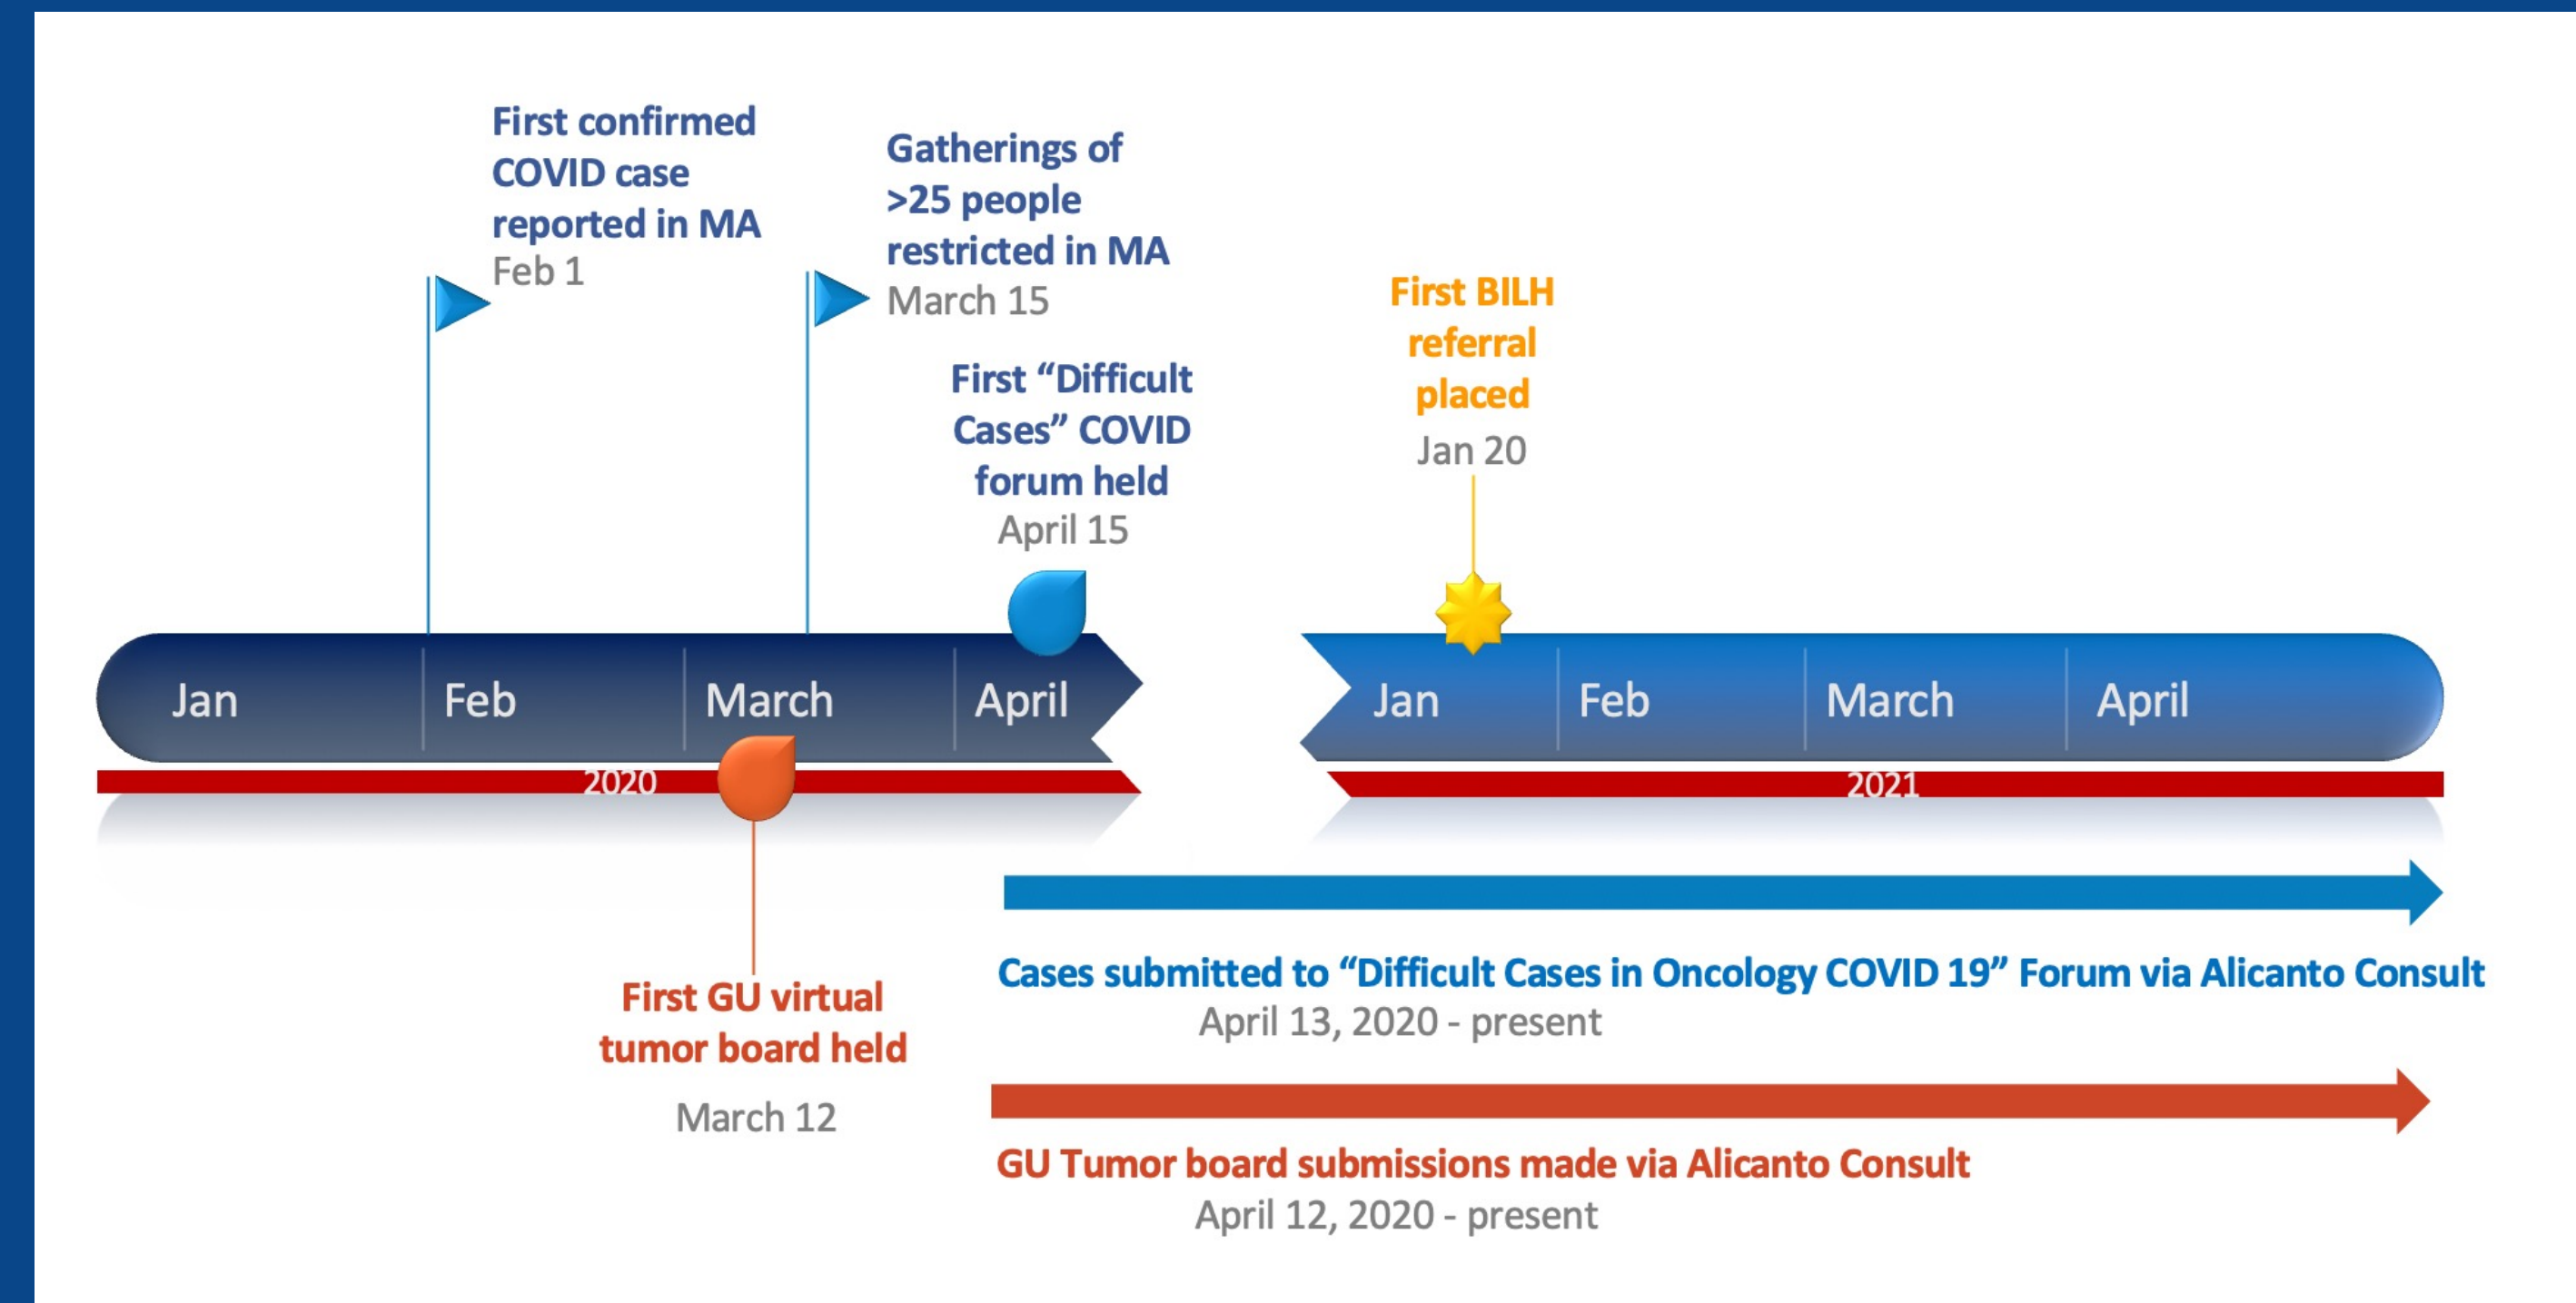 First confirmed
COVID case
reported in MA
Feb 1
Gatherings of
>25 people
restricted in MA
March 15
First “Difficult
Cases” COVID
forum held
April 15
First BILH
referral
placed
Jan 20
Jan
Feb
March
April
Jan
Feb
March
April
2020
2021
First GU virtual
tumor board held
March 12
Cases submitted to “Difficult Cases in Oncology COVID 19” Forum via Alicanto Consult
April 13, 2020 - present
GU Tumor board submissions made via Alicanto Consult
April 12, 2020 - present